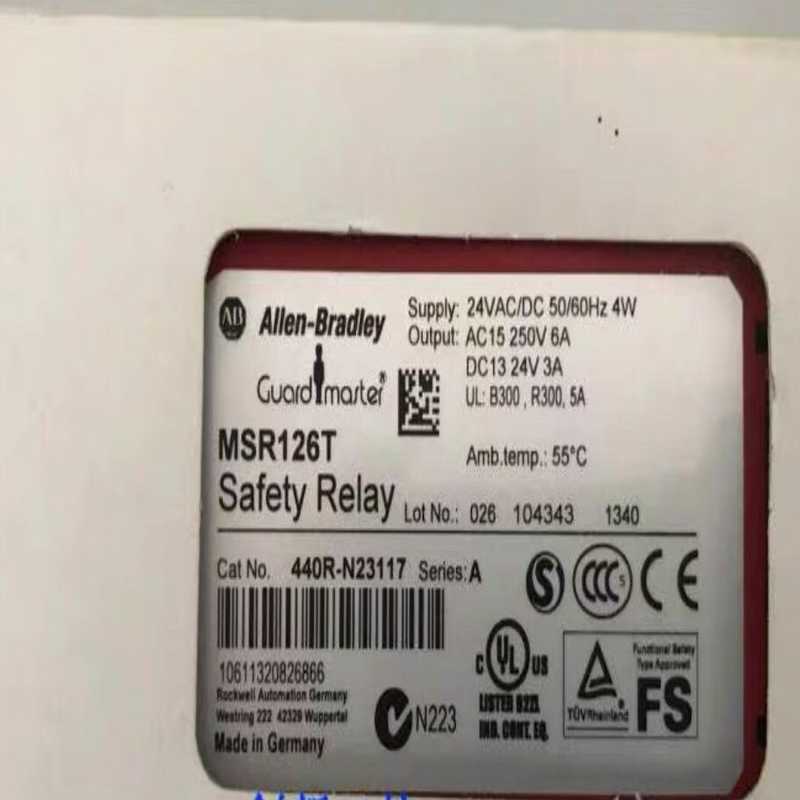 AB
Allen-Bradley
Guardmaster®
MSR126T
Safety Relay
Supply: 24VAC/DC 50/60Hz 4W
Output: AC15 250V 6A
DC13 24V 3A
UL: B300 , R300, 5A
Amb.temp.: 55°C
Lot No.: 026 104343 1340
Cat No. 440R-N23117 Series: A
10611320826866
Rockwell Automation Germany
Westring 222 42329 Wuppertal
Made in Germany
N223
S
CCC S
CE
C UL US
LISTED
IND. CONT. EQ.
TÜVRheinland
Functional Safety
Type Approved
FS